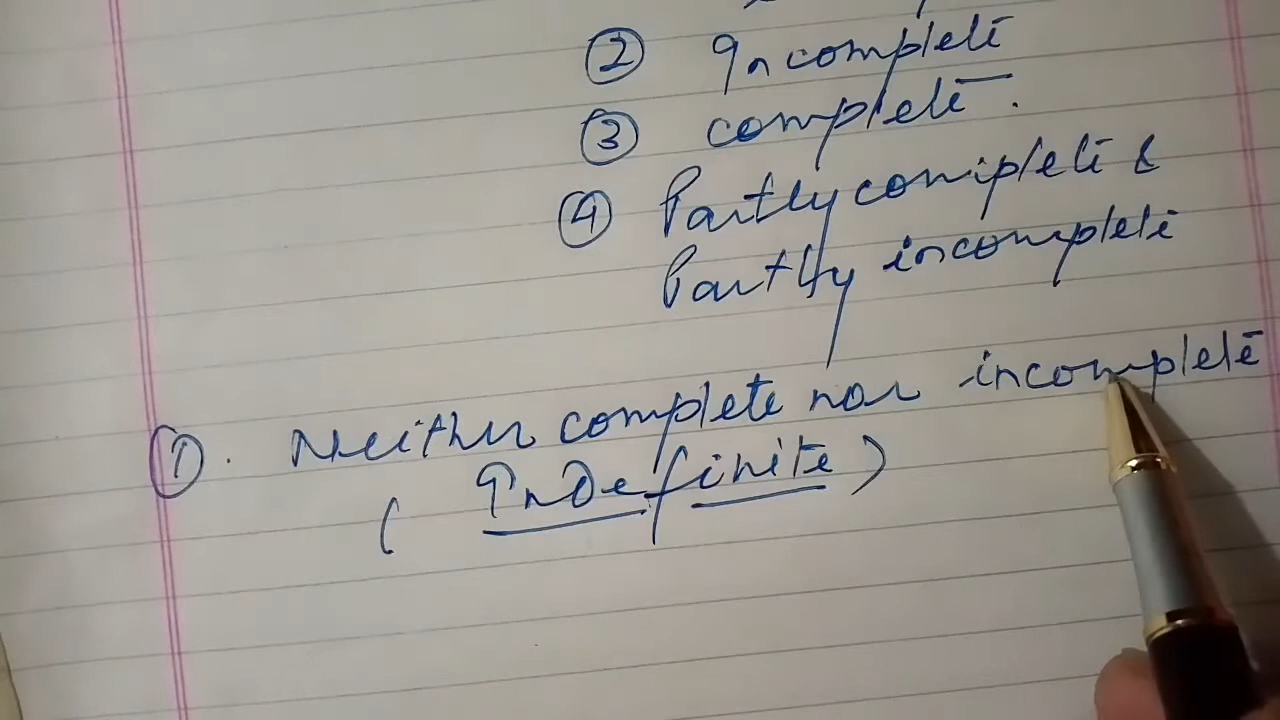 ② Incomplete
③ complete.
④ Partly complete &
Partly incomplete
①. Neither complete nor incomplete
(Indefinite)